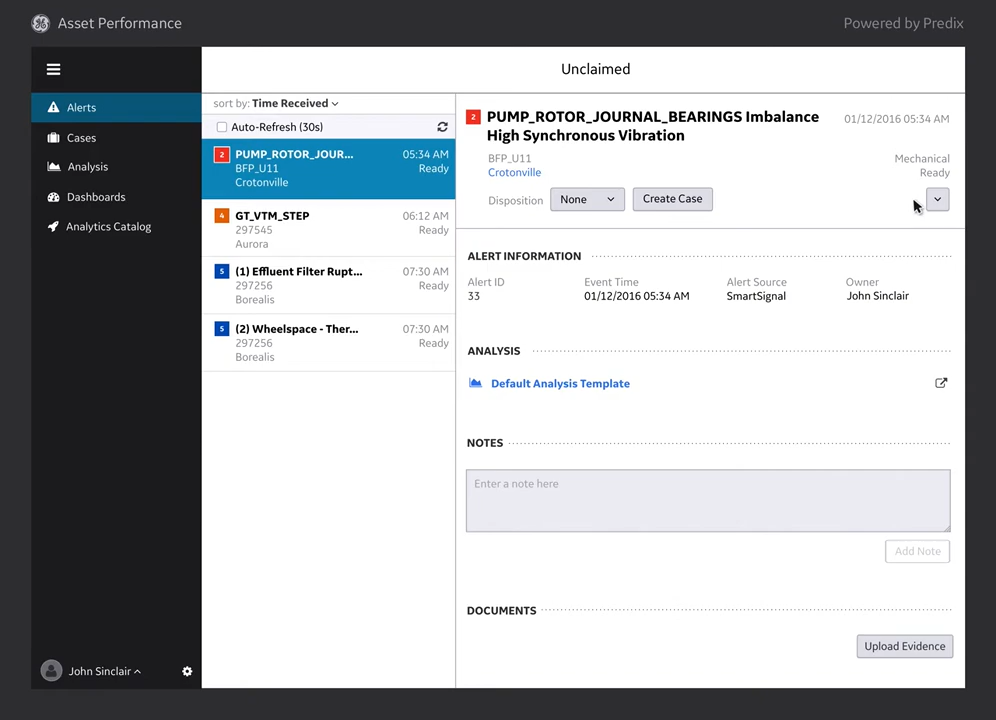 Asset Performance
Powered by Predix
Unclaimed
Alerts
Cases
Analysis
Dashboards
Analytics Catalog
John Sinclair
sort by: Time Received
Auto-Refresh (30s)
2 PUMP_ROTOR_JOUR... 05:34 AM
BFP_U11 Ready
Crotonville
4 GT_VTM_STEP 06:12 AM
297545 Ready
Aurora
5 (1) Effluent Filter Rupt... 07:30 AM
297256 Ready
Borealis
5 (2) Wheelspace - Ther... 07:30 AM
297256 Ready
Borealis
2 PUMP_ROTOR_JOURNAL_BEARINGS Imbalance 01/12/2016 05:34 AM
High Synchronous Vibration
BFP_U11 Mechanical
Crotonville Ready
Disposition None Create Case
ALERT INFORMATION
Alert ID Event Time Alert Source Owner
33 01/12/2016 05:34 AM SmartSignal John Sinclair
ANALYSIS
Default Analysis Template
NOTES
Enter a note here
Add Note
DOCUMENTS
Upload Evidence